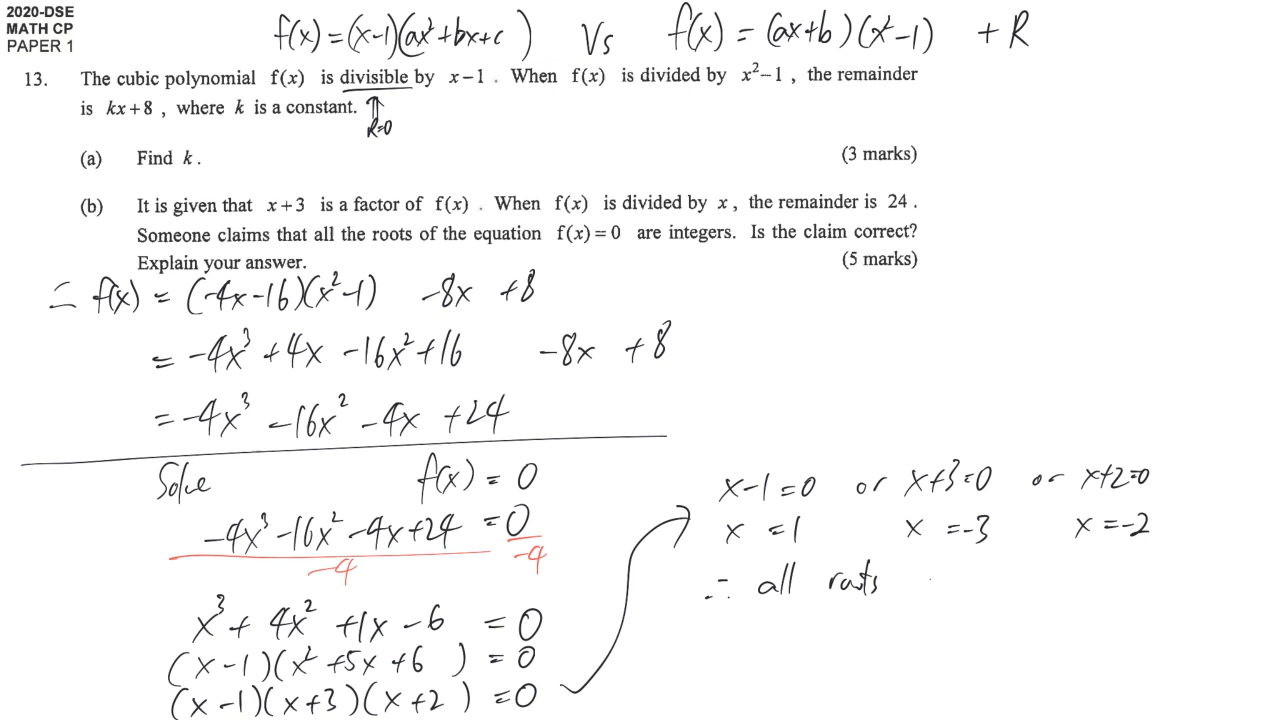 2020-DSE
MATH CP
PAPER 1
f(x) = (x-1)(ax²+bx+c) Vs f(x) = (ax+b)(x²-1) + R
13. The cubic polynomial f(x) is divisible by x−1. When f(x) is divided by x²−1, the remainder
is kx+8, where k is a constant.
R=0
(a) Find k. (3 marks)
(b) It is given that x+3 is a factor of f(x). When f(x) is divided by x, the remainder is 24.
Someone claims that all the roots of the equation f(x)=0 are integers. Is the claim correct?
Explain your answer. (5 marks)
∴ f(x) = (-4x-16)(x²-1) -8x +8
= -4x³ + 4x -16x² +16 -8x +8
= -4x³ -16x² -4x +24
Solve f(x) = 0
-4x³ -16x² -4x +24 = 0
-4 -4
x³ + 4x² +1x -6 = 0
(x-1)(x² +5x +6) = 0
(x-1)(x+3)(x+2) =0
x-1=0 or x+3=0 or x+2=0
x =1 x =-3 x =-2
∴ all roots